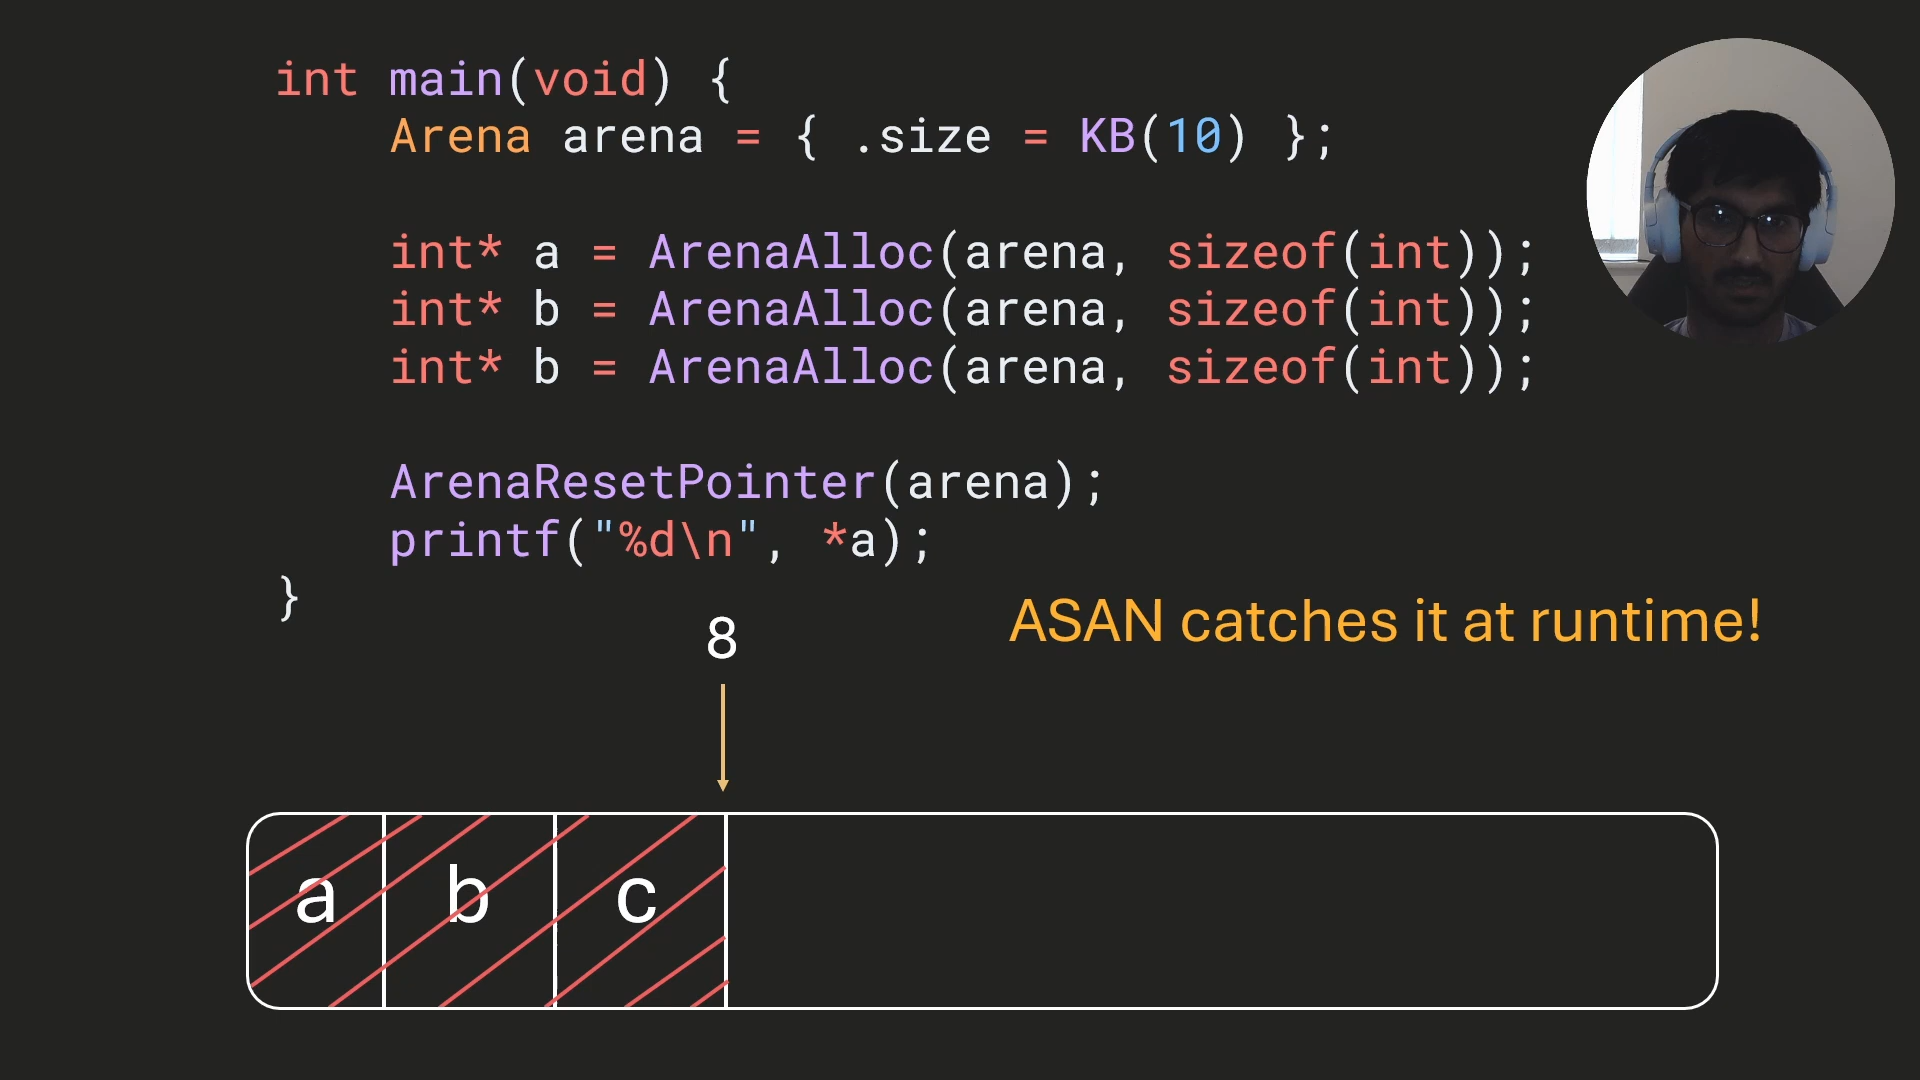 int main(void) {
    Arena arena = { .size = KB(10) };
    int* a = ArenaAlloc(arena, sizeof(int));
    int* b = ArenaAlloc(arena, sizeof(int));
    int* b = ArenaAlloc(arena, sizeof(int));
    ArenaResetPointer(arena);
    printf("%d\n", *a);
}
ASAN catches it at runtime!
8
a b c